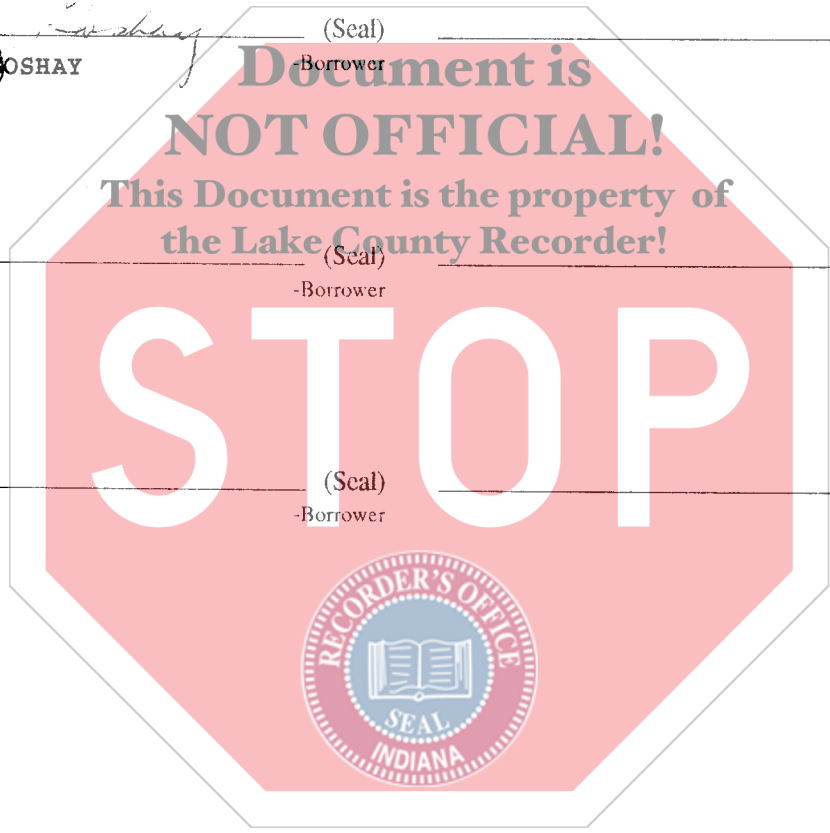 (Seal)
OSHAY -Borrower
Document is
NOT OFFICIAL!
This Document is the property of
the Lake County Recorder!
(Seal)
-Borrower
STOP
(Seal)
-Borrower
RECORDER'S OFFICE
SEAL
INDIANA